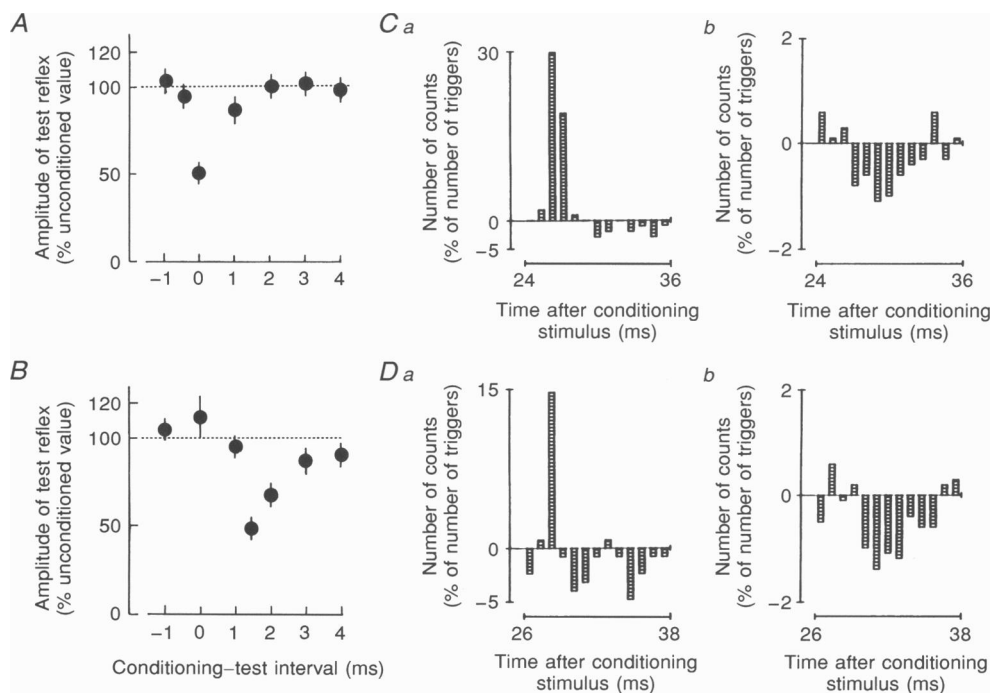 A
120
100
50
0
Amplitude of test reflex
(% unconditioned value)
−1 0 1 2 3 4
C a
30
0
−5
Number of counts
(% of number of triggers)
24 36
Time after conditioning
stimulus (ms)
b
2
0
−2
Number of counts
(% of number of triggers)
24 36
Time after conditioning
stimulus (ms)
B
120
100
50
0
Amplitude of test reflex
(% unconditioned value)
−1 0 1 2 3 4
Conditioning–test interval (ms)
D a
15
0
−5
Number of counts
(% of number of triggers)
26 38
Time after conditioning
stimulus (ms)
b
2
0
−2
Number of counts
(% of number of triggers)
26 38
Time after conditioning
stimulus (ms)